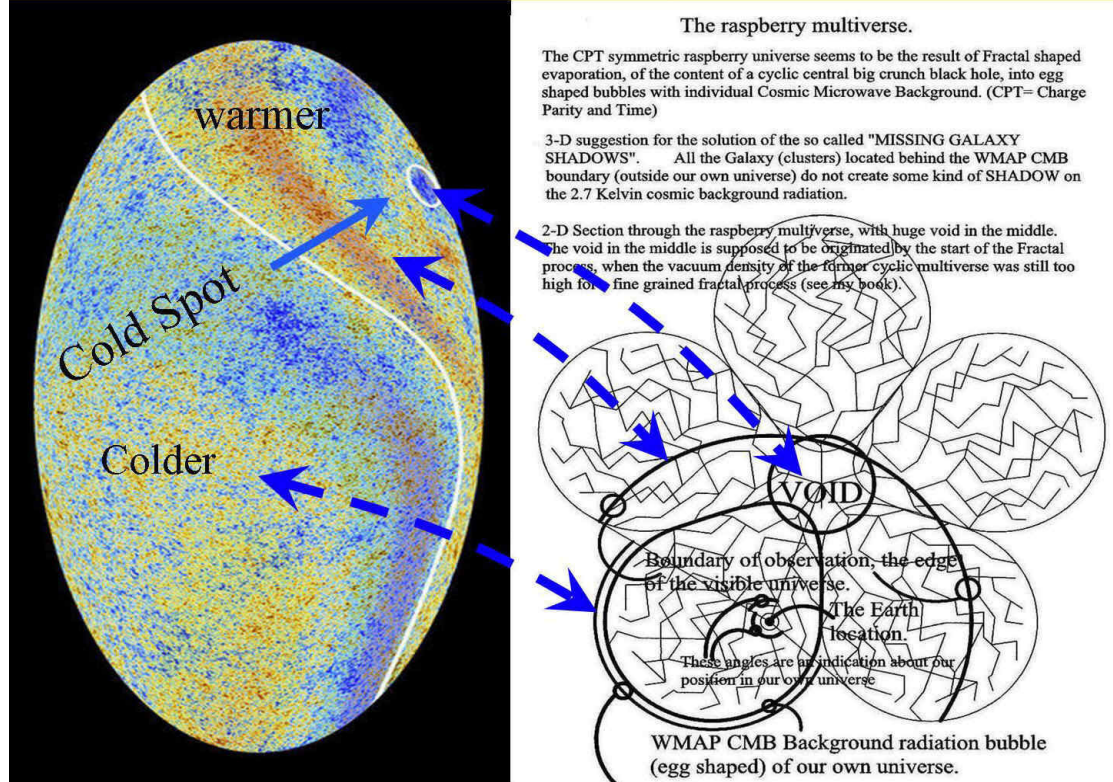 warmer
Cold Spot
Colder
The raspberry multiverse.
The CPT symmetric raspberry universe seems to be the result of Fractal shaped
evaporation, of the content of a cyclic central big crunch black hole, into egg
shaped bubbles with individual Cosmic Microwave Background. (CPT= Charge
Parity and Time)
3-D suggestion for the solution of the so called "MISSING GALAXY
SHADOWS". All the Galaxy (clusters) located behind the WMAP CMB
boundary (outside our own universe) do not create some kind of SHADOW on
the 2.7 Kelvin cosmic background radiation.
2-D Section through the raspberry multiverse, with huge void in the middle.
The void in the middle is supposed to be originated by the start of the Fractal
process, when the vacuum density of the former cyclic multiverse was still too
high for a fine grained fractal process (see my book).
VOID
Boundary of observation, the edge
of the visible universe.
The Earth
location.
These angles are an indication about our
position in our own universe
WMAP CMB Background radiation bubble
(egg shaped) of our own universe.